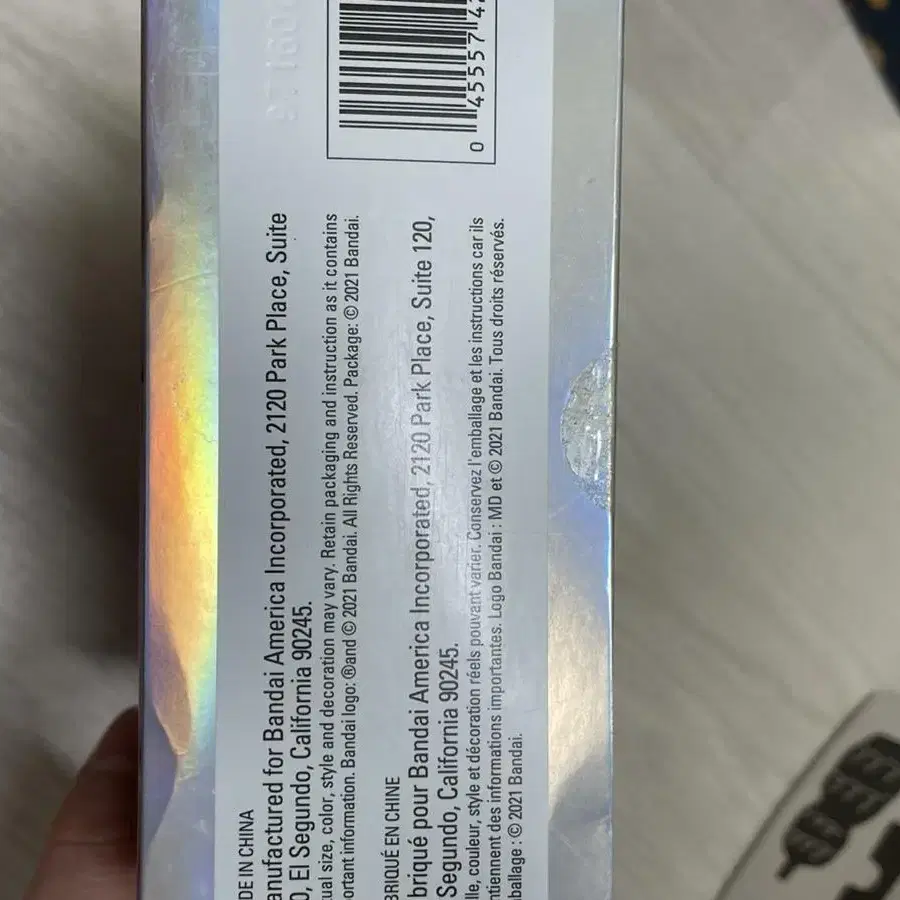 DE IN CHINA
anufactured for Bandai America Incorporated, 2120 Park Place, Suite
0, El Segundo, California 90245.
ual size, color, style and decoration may vary. Retain packaging and instruction as it contains
ortant information. Bandai logo: ®and © 2021 Bandai. All Rights Reserved. Package: © 2021 Bandai.
BRIQUÉ EN CHINE
briqué pour Bandai America Incorporated, 2120 Park Place, Suite 120,
Segundo, California 90245.
lle, couleur, style et décoration réels pouvant varier. Conservez l'emballage et les instructions car ils
ntiennent des informations importantes. Logo Bandai : MD et © 2021 Bandai. Tous droits réservés.
ballage : © 2021 Bandai.
0 45557 42